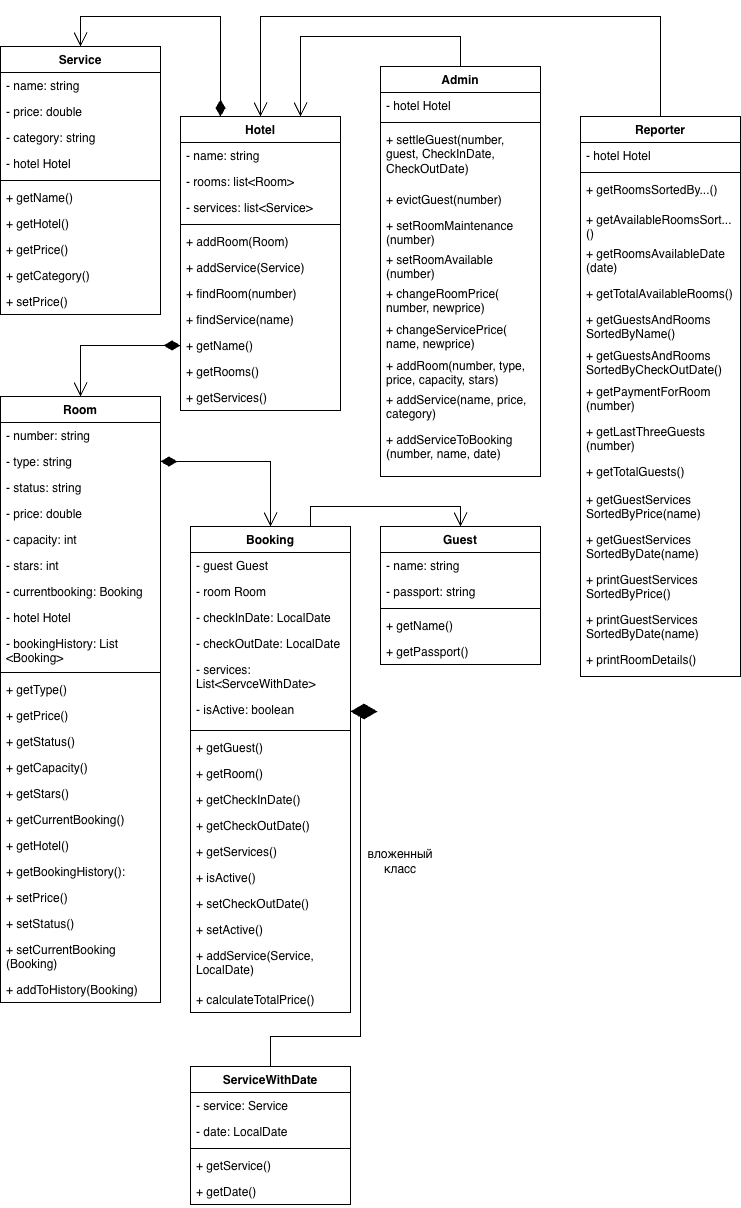 Service
- name: string
- price: double
- category: string
- hotel Hotel
+ getName()
+ getHotel()
+ getPrice()
+ getCategory()
+ setPrice()
Hotel
- name: string
- rooms: list<Room>
- services: list<Service>
+ addRoom(Room)
+ addService(Service)
+ findRoom(number)
+ findService(name)
+ getName()
+ getRooms()
+ getServices()
Admin
- hotel Hotel
+ settleGuest(number,
guest, CheckInDate,
CheckOutDate)
+ evictGuest(number)
+ setRoomMaintenance
(number)
+ setRoomAvailable
(number)
+ changeRoomPrice(
number, newprice)
+ changeServicePrice(
name, newprice)
+ addRoom(number, type,
price, capacity, stars)
+ addService(name, price,
category)
+ addServiceToBooking
(number, name, date)
Reporter
- hotel Hotel
+ getRoomsSortedBy...()
+ getAvailableRoomsSort...
()
+ getRoomsAvailableDate
(date)
+ getTotalAvailableRooms()
+ getGuestsAndRooms
SortedByName()
+ getGuestsAndRooms
SortedByCheckOutDate()
+ getPaymentForRoom
(number)
+ getLastThreeGuests
(number)
+ getTotalGuests()
+ getGuestServices
SortedByPrice(name)
+ getGuestServices
SortedByDate(name)
+ printGuestServices
SortedByPrice()
+ printGuestServices
SortedByDate(name)
+ printRoomDetails()
Room
- number: string
- type: string
- status: string
- price: double
- capacity: int
- stars: int
- currentbooking: Booking
- hotel Hotel
- bookingHistory: List
<Booking>
+ getType()
+ getPrice()
+ getStatus()
+ getCapacity()
+ getStars()
+ getCurrentBooking()
+ getHotel()
+ getBookingHistory():
+ setPrice()
+ setStatus()
+ setCurrentBooking
(Booking)
+ addToHistory(Booking)
Booking
- guest Guest
- room Room
- checkInDate: LocalDate
- checkOutDate: LocalDate
- services:
List<ServceWithDate>
- isActive: boolean
+ getGuest()
+ getRoom()
+ getCheckInDate()
+ getCheckOutDate()
+ getServices()
+ isActive()
+ setCheckOutDate()
+ setActive()
+ addService(Service,
LocalDate)
+ calculateTotalPrice()
Guest
- name: string
- passport: string
+ getName()
+ getPassport()
вложенный
класс
ServiceWithDate
- service: Service
- date: LocalDate
+ getService()
+ getDate()